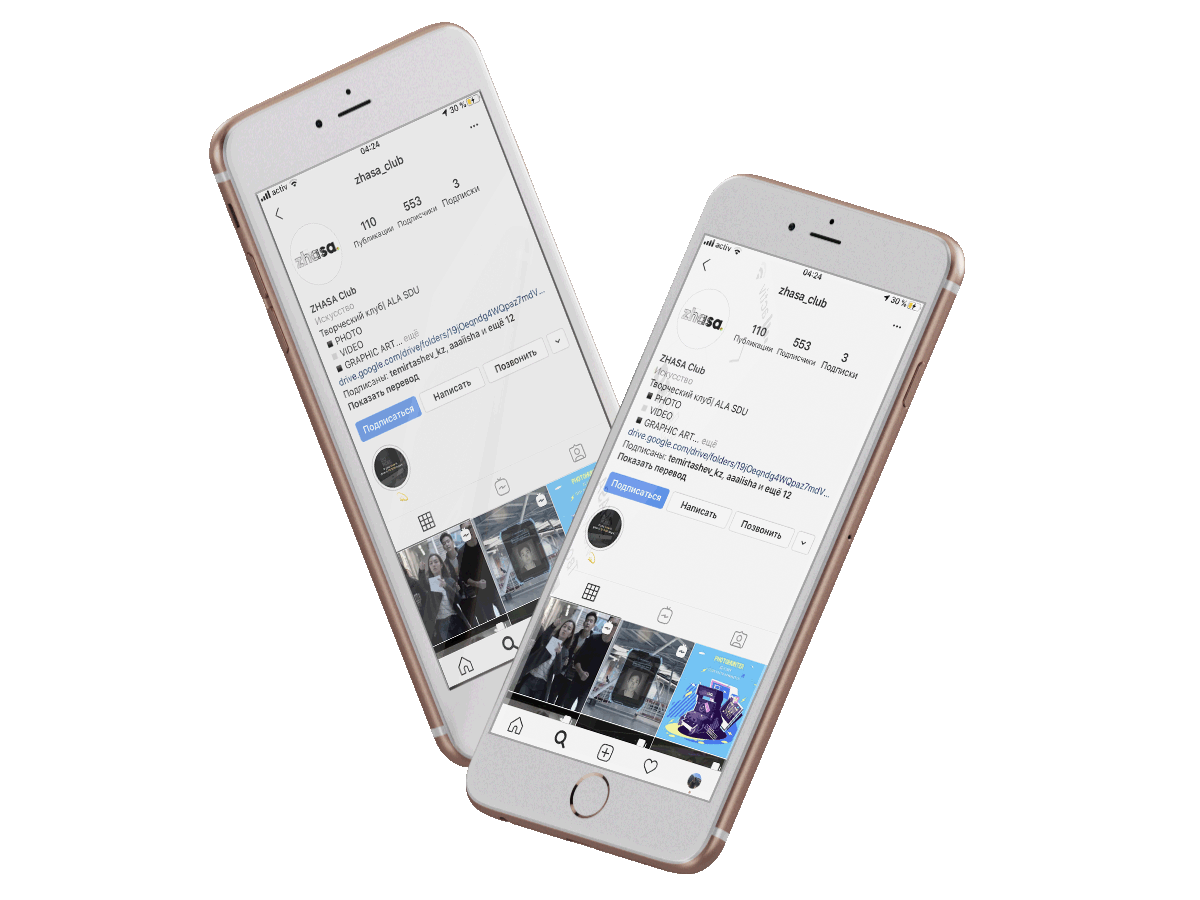 activ
04:24
30 %
zhasa_club
zhasa.
110
553
3
Публикации
Подписчики
Подписки
ZHASA Club
Искусство
Творческий клуб| ALA SDU
PHOTO
VIDEO
GRAPHIC ART... ещё
drive.google.com/drive/folders/19jOeqndg4WQpaz7mdV...
Подписаны: temirtashev_kz, aaaiisha и ещё 12
Показать перевод
Подписаться
Написать
Позвонить
activ
04:24
30 %
zhasa_club
zhasa.
110
553
3
Публикации
Подписчики
Подписки
ZHASA Club
Искусство
Творческий клуб| ALA SDU
PHOTO
VIDEO
GRAPHIC ART... ещё
drive.google.com/drive/folders/19jOeqndg4WQpaz7mdV...
Подписаны: temirtashev_kz, aaaiisha и ещё 12
Показать перевод
Подписаться
Написать
Позвонить